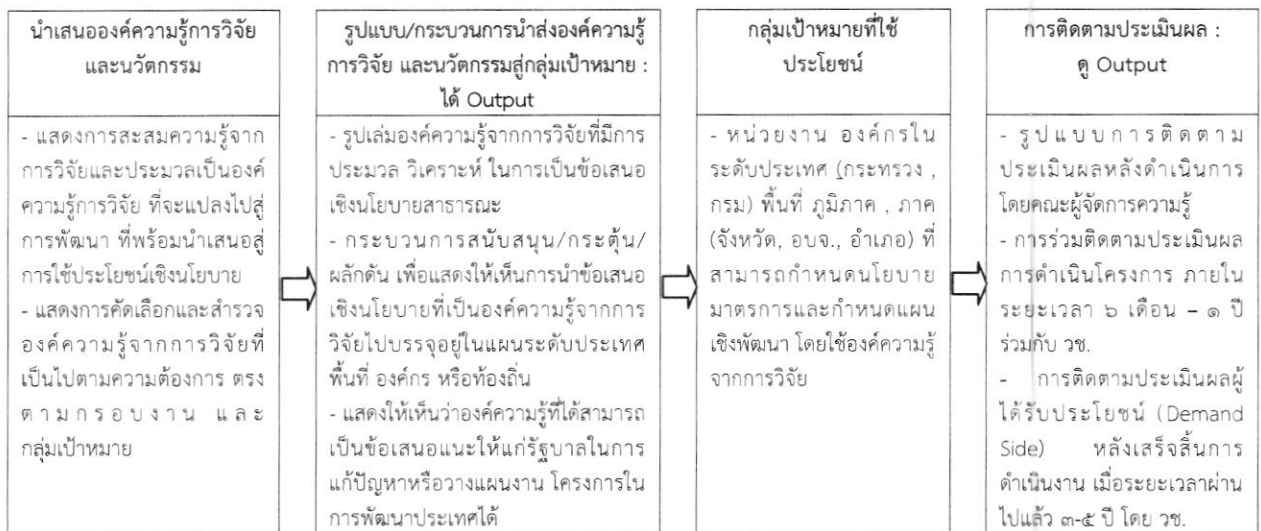 นำเสนอองค์ความรู้การวิจัย
และนวัตกรรม
- แสดงการสะสมความรู้จาก
การวิจัยและประมวลเป็นองค์
ความรู้การวิจัย ที่จะแปลงไปสู่
การพัฒนา ที่พร้อมนำเสนอสู่
การใช้ประโยชน์เชิงนโยบาย
- แสดงการคัดเลือกและสำรวจ
องค์ความรู้จากการวิจัยที่
เป็นไปตามความต้องการ ตรง
ตามกรอบงาน และ
กลุ่มเป้าหมาย
รูปแบบ/กระบวนการนำส่งองค์ความรู้
การวิจัย และนวัตกรรมสู่กลุ่มเป้าหมาย :
ได้ Output
- รูปเล่มองค์ความรู้จากการวิจัยที่มีการ
ประมวล วิเคราะห์ ในการเป็นข้อเสนอ
เชิงนโยบายสาธารณะ
- กระบวนการสนับสนุน/กระตุ้น/
ผลักดัน เพื่อแสดงให้เห็นการนำข้อเสนอ
เชิงนโยบายที่เป็นองค์ความรู้จากการ
วิจัยไปบรรจุอยู่ในแผนระดับประเทศ
พื้นที่ องค์กร หรือท้องถิ่น
- แสดงให้เห็นว่าองค์ความรู้ที่ได้สามารถ
เป็นข้อเสนอแนะให้แก่รัฐบาลในการ
แก้ปัญหาหรือวางแผนงาน โครงการใน
การพัฒนาประเทศได้
กลุ่มเป้าหมายที่ใช้
ประโยชน์
- หน่วยงาน องค์กรใน
ระดับประเทศ (กระทรวง ,
กรม) พื้นที่ ภูมิภาค , ภาค
(จังหวัด, อบจ., อำเภอ) ที่
สามารถกำหนดนโยบาย
มาตรการและกำหนดแผน
เชิงพัฒนา โดยใช้องค์ความรู้
จากการวิจัย
การติดตามประเมินผล :
ดู Output
- รูปแบบการติดตาม
ประเมินผลหลังดำเนินการ
โดยคณะผู้จัดการความรู้
- การร่วมติดตามประเมินผล
การดำเนินโครงการ ภายใน
ระยะเวลา ๖ เดือน – ๑ ปี
ร่วมกับ วช.
- การติดตามประเมินผลผู้
ได้รับประโยชน์ (Demand
Side) หลังเสร็จสิ้นการ
ดำเนินงาน เมื่อระยะเวลาผ่าน
ไปแล้ว ๓-๕ ปี โดย วช.